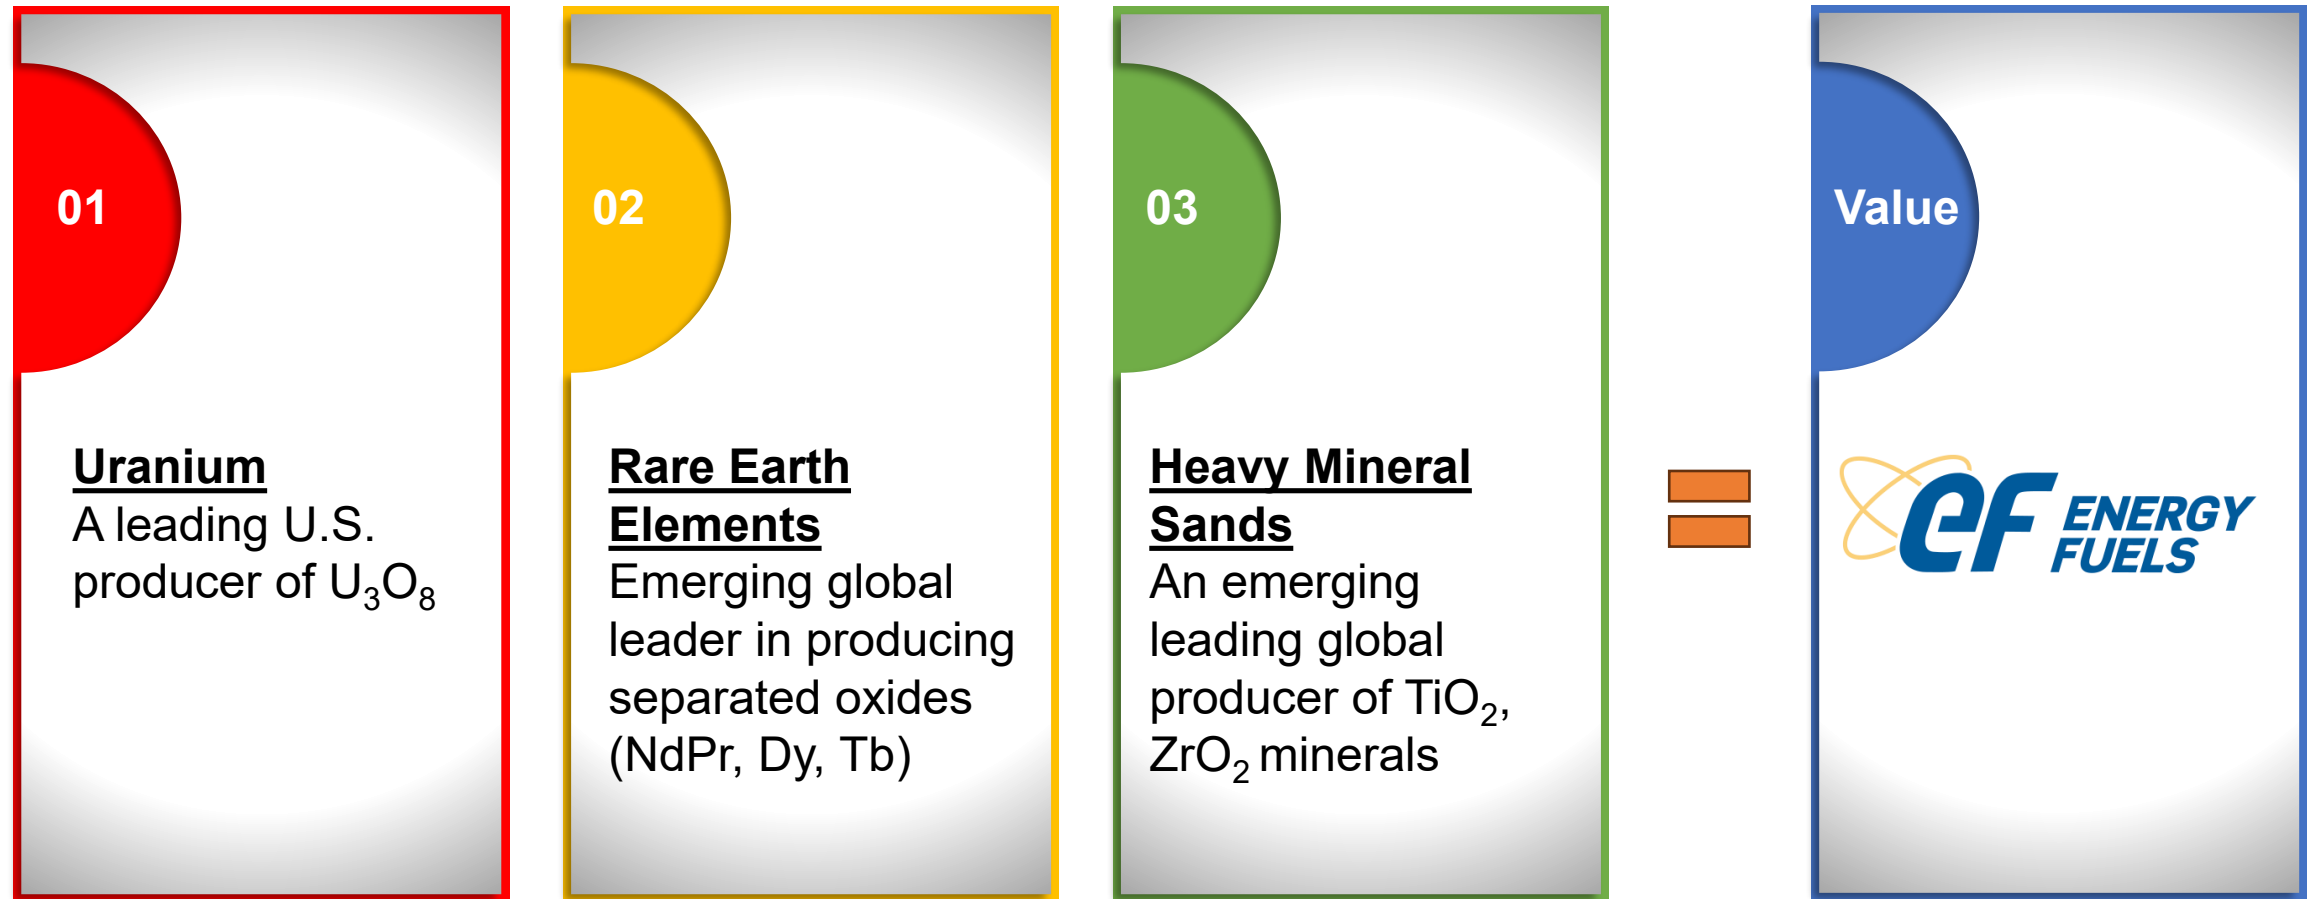 01
Uranium
A leading U.S.
producer of U₃O₈
02
Rare Earth
Elements
Emerging global
leader in producing
separated oxides
(NdPr, Dy, Tb)
03
Heavy Mineral
Sands
An emerging
leading global
producer of TiO₂,
ZrO₂ minerals
Value
ef ENERGY
FUELS